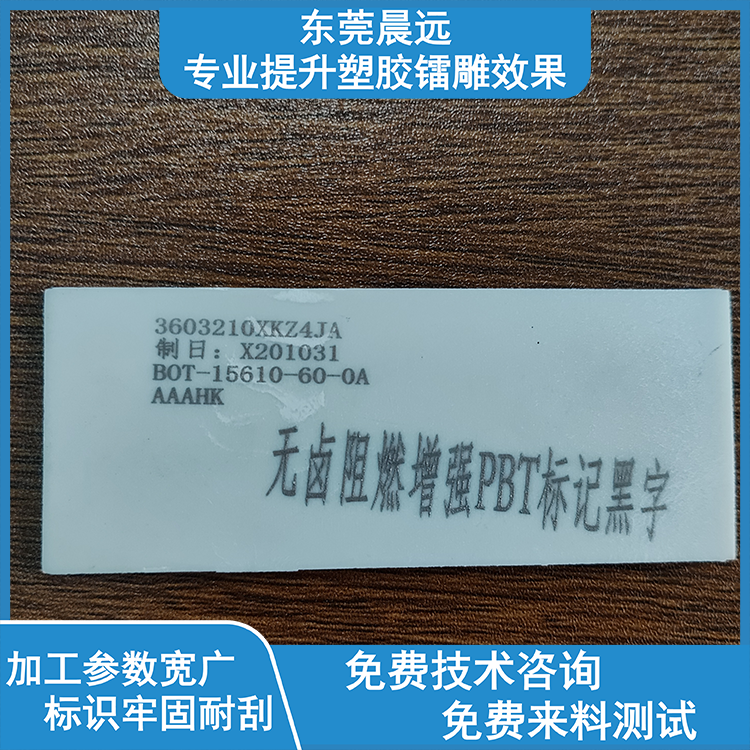 东莞晨远
专业提升塑胶镭雕效果
3603210XKZ4JA
制日：X201031
BOT-15610-60-0A
AAAHK
无卤阻燃增强PBT标记黑字
加工参数宽广
标识牢固耐刮
免费技术咨询
免费来料测试